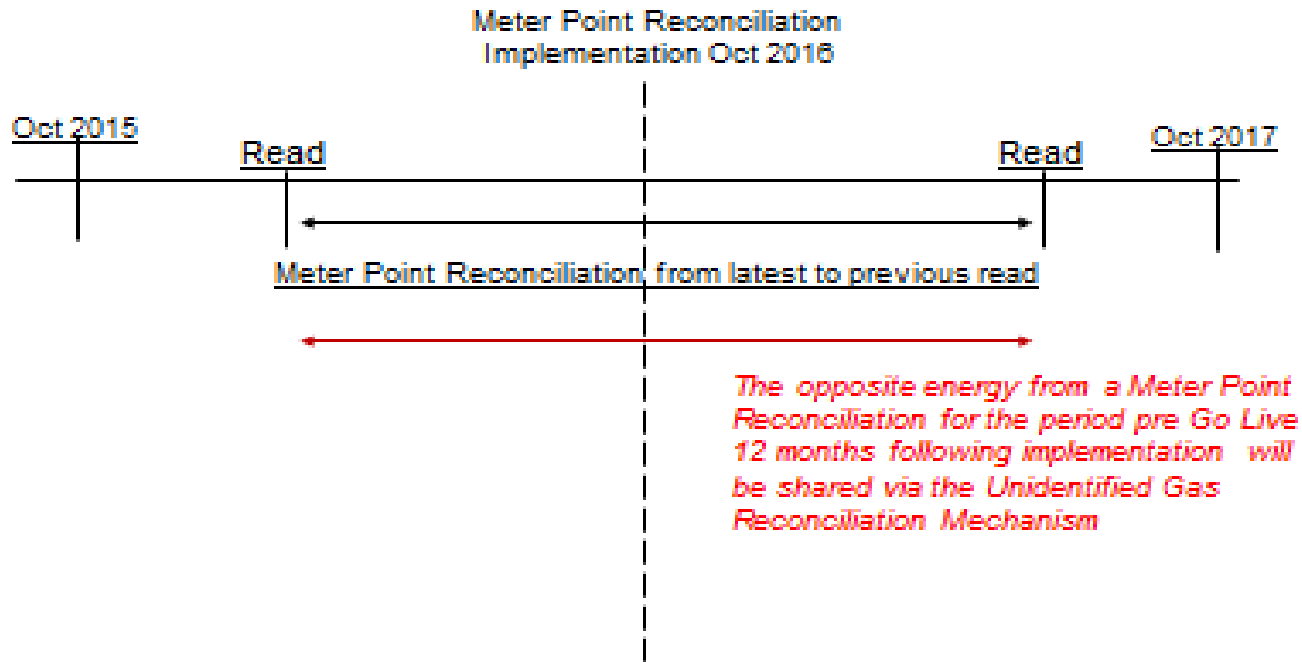 Meter Point Reconciliation
Implementation Oct 2016
Oct 2015
Read
Read
Oct 2017
Meter Point Reconciliation from latest to previous read
The opposite energy from a Meter Point
Reconciliation for the period pre Go Live
12 months following implementation will
be shared via the Unidentified Gas
Reconciliation Mechanism